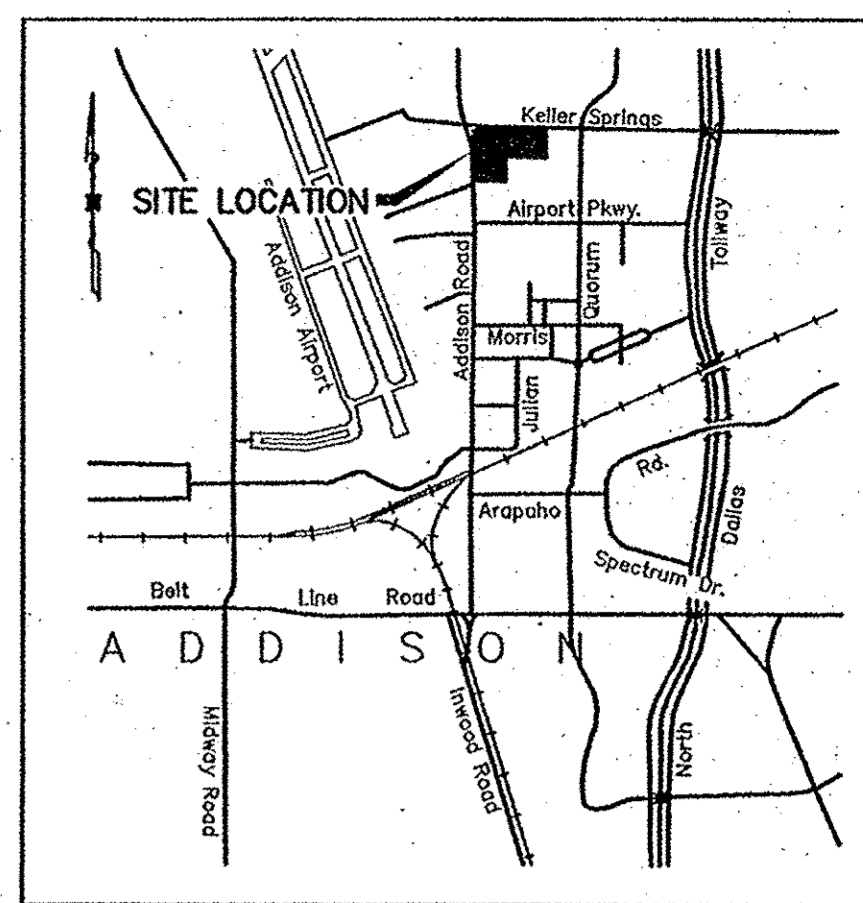 Keller Springs
SITE LOCATION
Airport Pkwy.
Tollway
Addison Airport
Addison Road
Quorum
Morris
Julian
Rd.
Arapaho
Dallas
Spectrum Dr.
Belt Line Road
ADDISON
Midway Road
Inwood Road
North